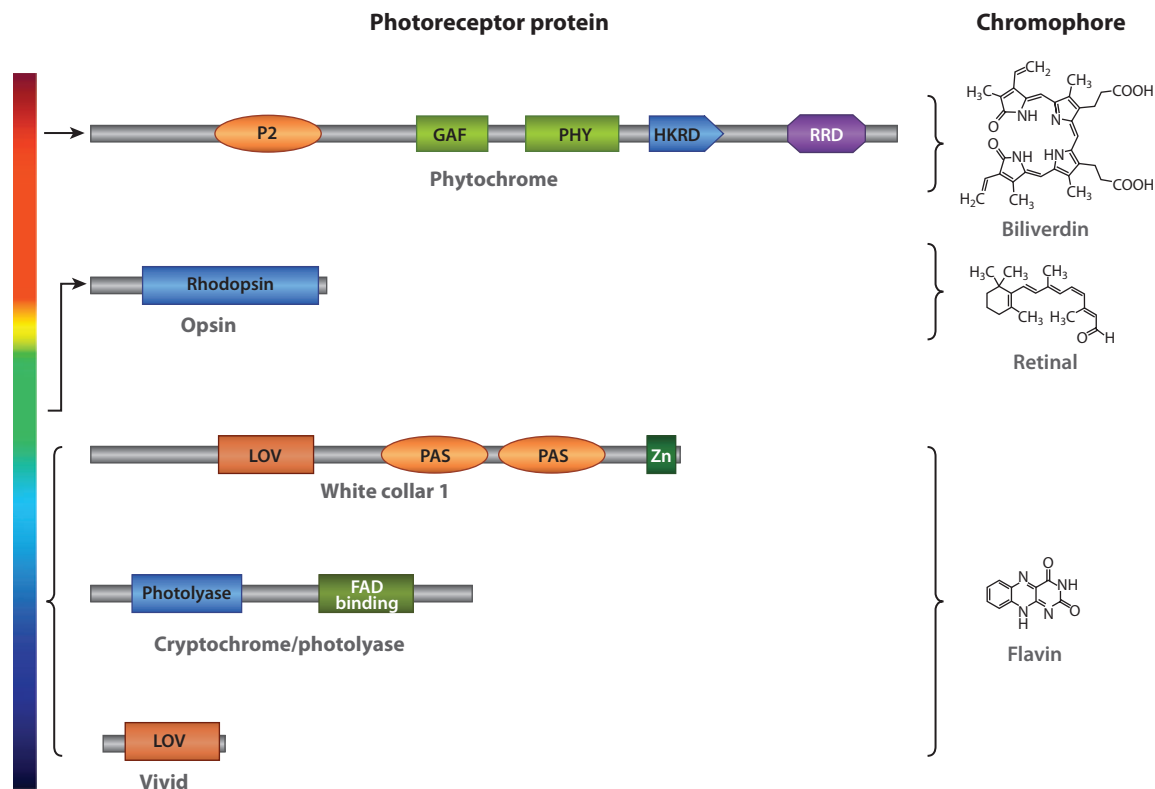 Photoreceptor protein
Chromophore
P2
GAF
PHY
HKRD
RRD
Phytochrome
CH2
H3C
CH3
COOH
NH
N
O
O
NH
HN
COOH
H2C
CH3
CH3
Biliverdin
Rhodopsin
Opsin
H3C
CH3
CH3
CH3
H3C
O
H
Retinal
LOV
PAS
PAS
Zn
White collar 1
Photolyase
FAD
binding
Cryptochrome/photolyase
O
N
NH
N
H
N
O
Flavin
LOV
Vivid